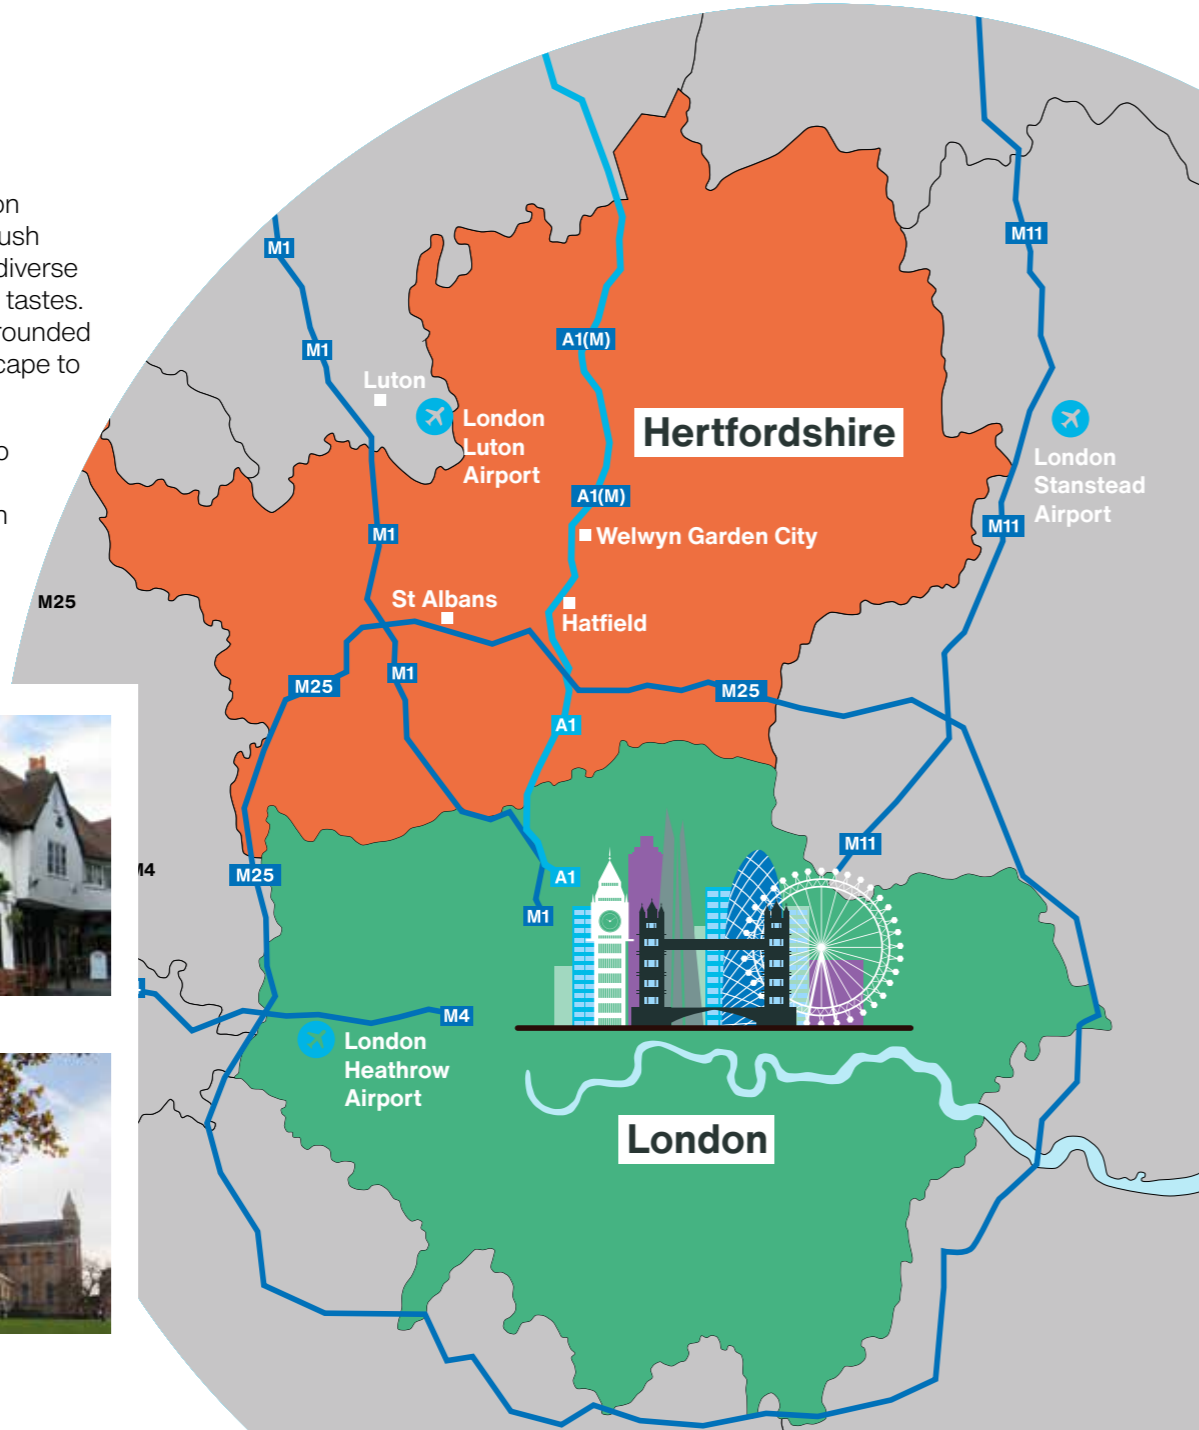 on
ush
diverse
tastes.
rounded
cape to
o
n
M25
M4
M1
M1
Luton
London
Luton
Airport
A1(M)
Hertfordshire
M11
London
Stanstead
Airport
A1(M)
M11
M1
Welwyn Garden City
St Albans
Hatfield
M25
M1
M25
A1
M11
M25
A1
M1
M4
London
Heathrow
Airport
London